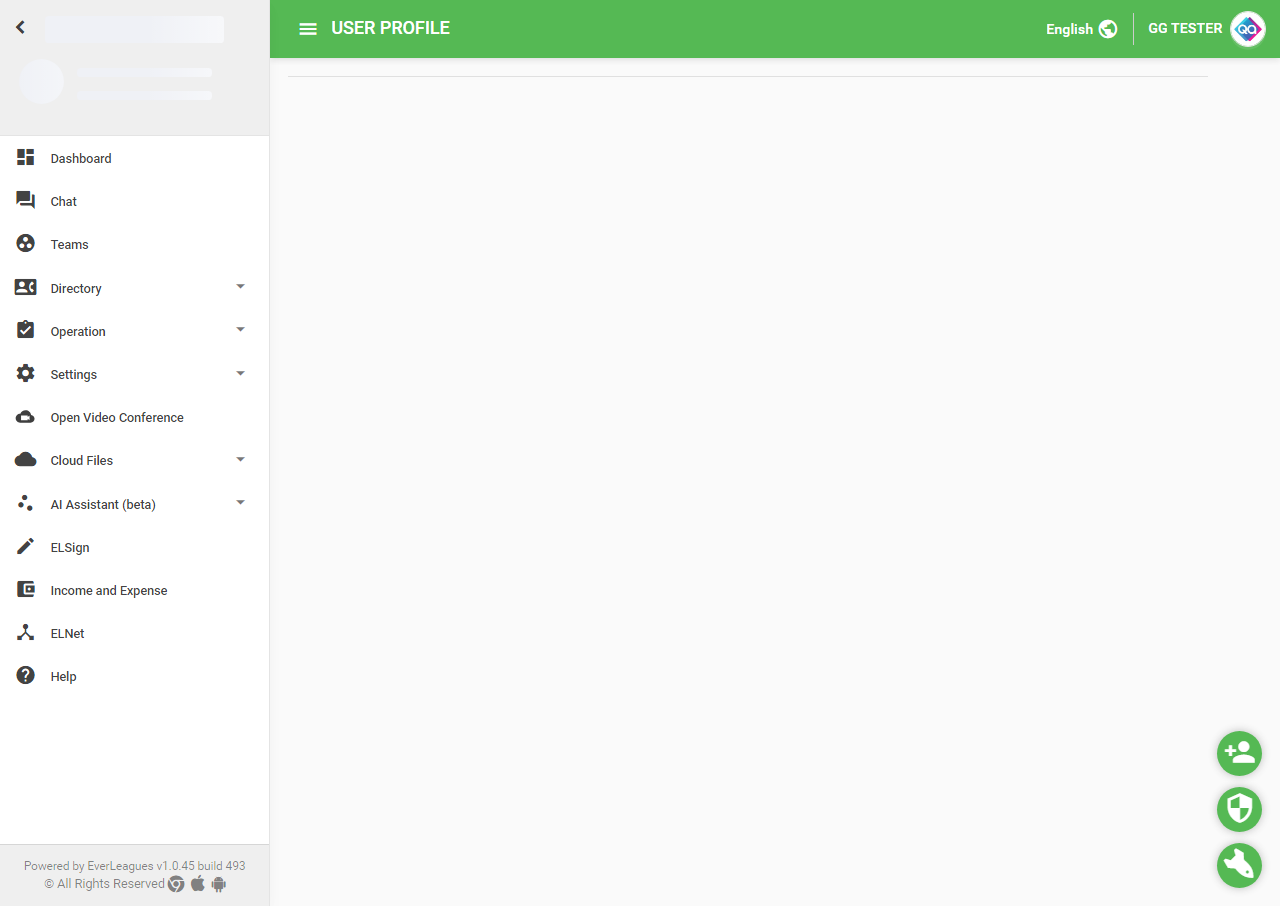 USER PROFILE
English
GG TESTER
QA
Dashboard
Chat
Teams
Directory
Operation
Settings
Open Video Conference
Cloud Files
AI Assistant (beta)
ELSign
Income and Expense
ELNet
Help
Powered by EverLeagues v1.0.45 build 493
© All Rights Reserved